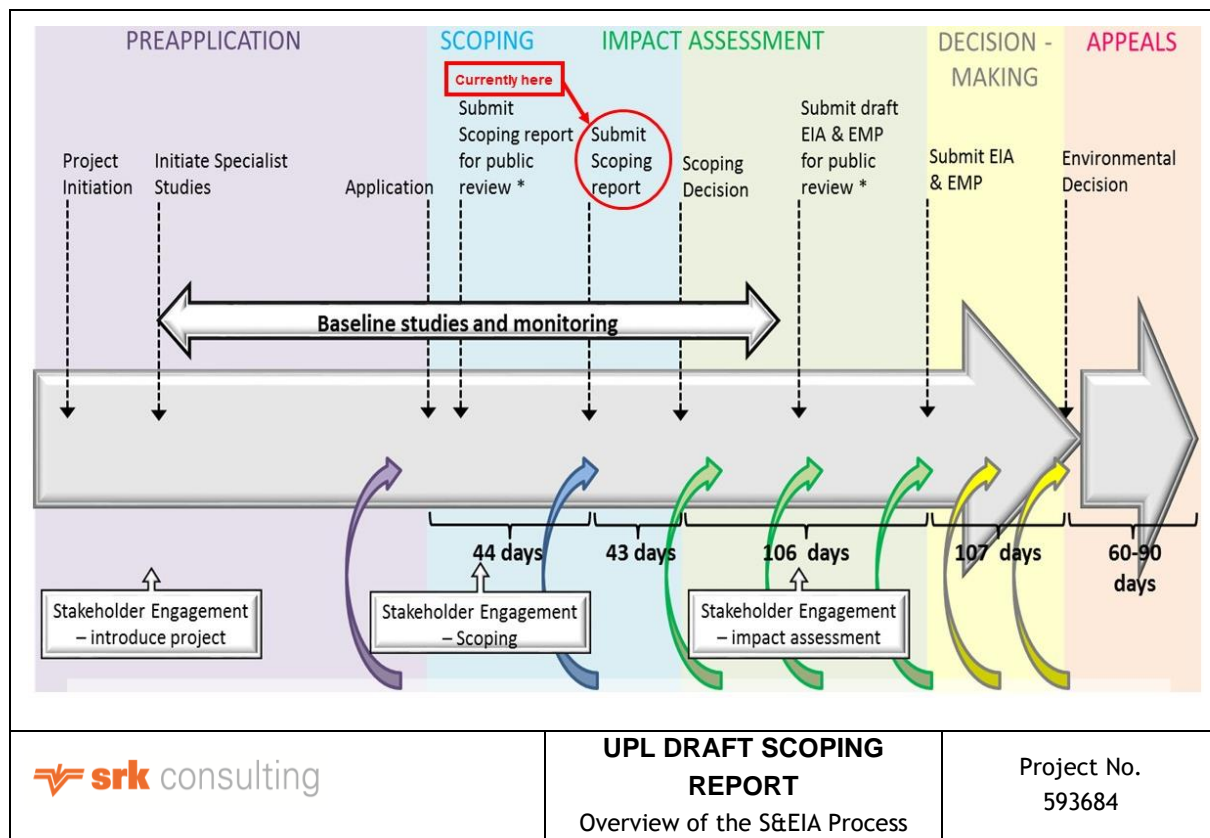 PREAPPLICATION
SCOPING
IMPACT ASSESSMENT
DECISION -
MAKING
APPEALS
Currently here
Project
Initiation
Initiate Specialist
Studies
Application
Submit
Scoping report
for public
review *
Submit
Scoping
report
Scoping
Decision
Submit draft
EIA & EMP
for public
review *
Submit EIA
& EMP
Environmental
Decision
Baseline studies and monitoring
44 days
43 days
106 days
107 days
60-90
days
Stakeholder Engagement
– introduce project
Stakeholder Engagement
– Scoping
Stakeholder Engagement
– impact assessment
srk consulting
UPL DRAFT SCOPING
REPORT
Overview of the S&EIA Process
Project No.
593684